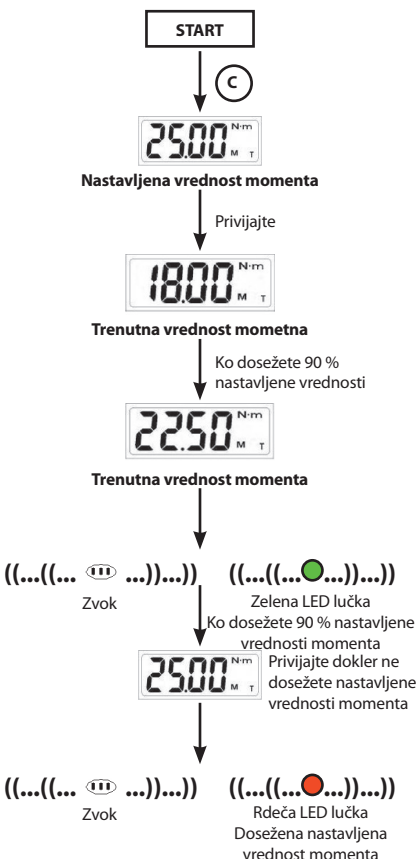 START
C
25.00 N·m M T
Nastavljena vrednost momenta
Privijajte
18.00 N·m M T
Trenutna vrednost mometna
Ko dosežete 90 %
nastavljene vrednosti
22.50 N·m M T
Trenutna vrednost momenta
((...((... ...))...)) ((...((... ...))...))
Zvok
Zelena LED lučka
Ko dosežete 90 % nastavljene
vrednosti momenta
25.00 N·m M T
Privijajte dokler ne
dosežete nastavljene
vrednosti momenta
((...((... ...))...)) ((...((... ...))...))
Zvok
Rdeča LED lučka
Dosežena nastavljena
vrednost momenta